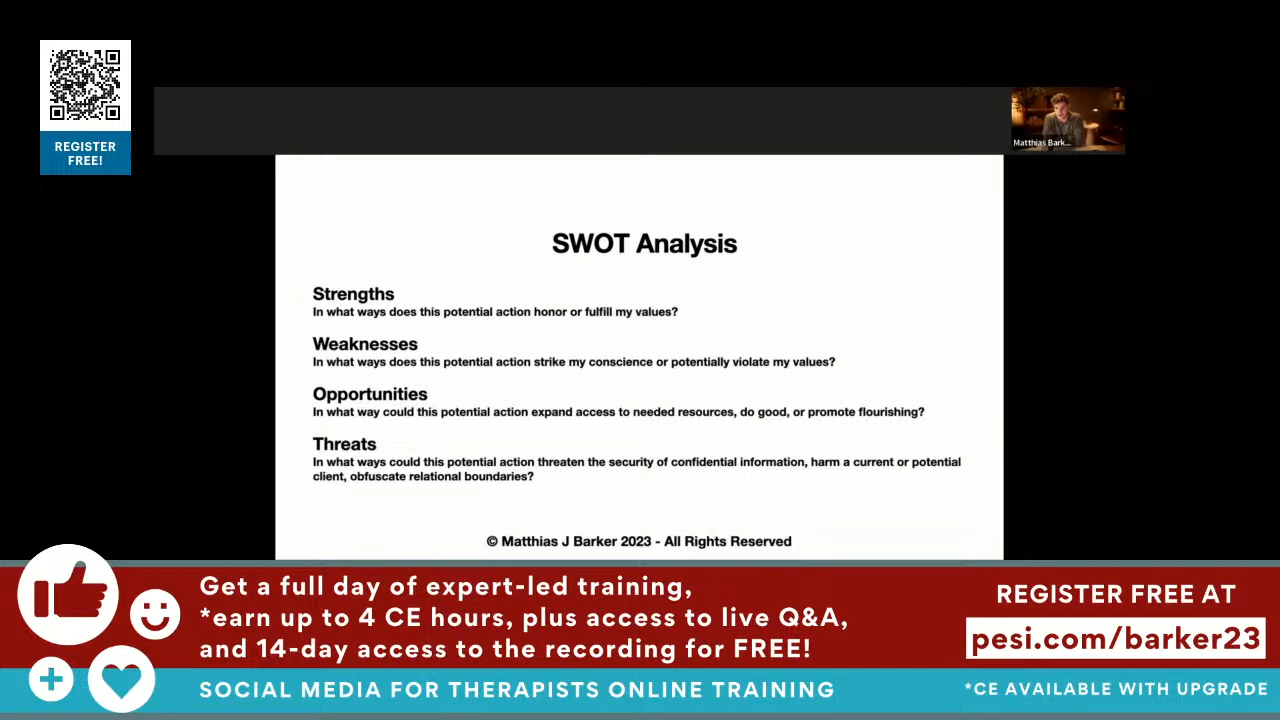 REGISTER
FREE!
Matthias Bark...
SWOT Analysis
Strengths
In what ways does this potential action honor or fulfill my values?
Weaknesses
In what ways does this potential action strike my conscience or potentially violate my values?
Opportunities
In what way could this potential action expand access to needed resources, do good, or promote flourishing?
Threats
In what ways could this potential action threaten the security of confidential information, harm a current or potential
client, obfuscate relational boundaries?
© Matthias J Barker 2023 - All Rights Reserved
Get a full day of expert-led training,
*earn up to 4 CE hours, plus access to live Q&A,
and 14-day access to the recording for FREE!
REGISTER FREE AT
pesi.com/barker23
SOCIAL MEDIA FOR THERAPISTS ONLINE TRAINING
*CE AVAILABLE WITH UPGRADE